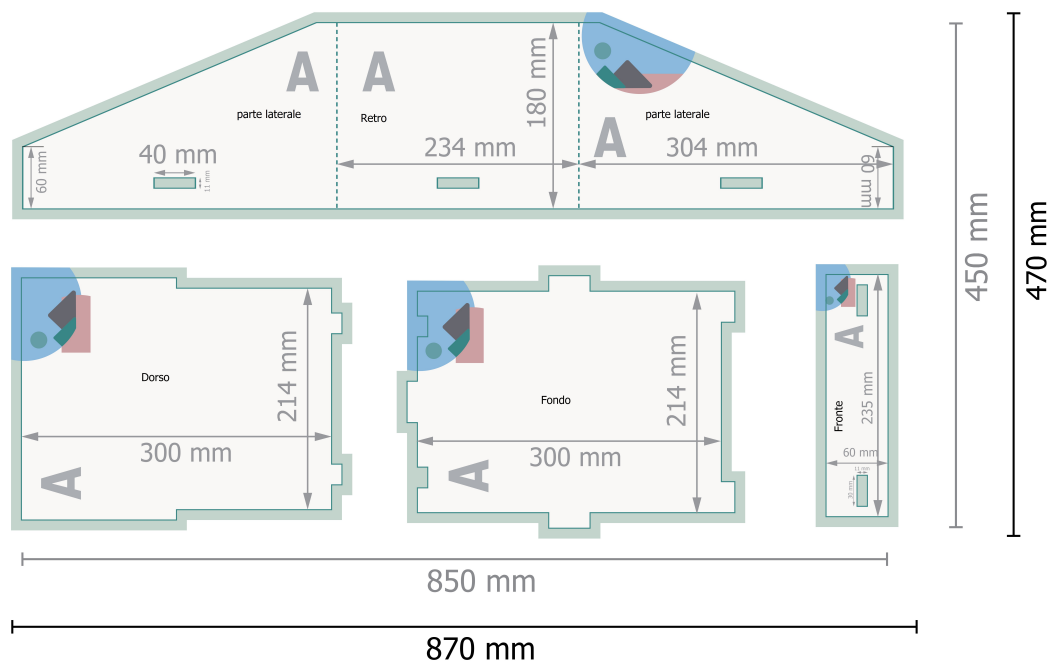 A
A
parte laterale
Retro
180 mm
parte laterale
A
40 mm
234 mm
304 mm
60 mm
11 mm
60 mm
450 mm
470 mm
Dorso
214 mm
300 mm
A
Fondo
214 mm
300 mm
A
A
Fronte
235 mm
60 mm
11 mm
30 mm
850 mm
870 mm